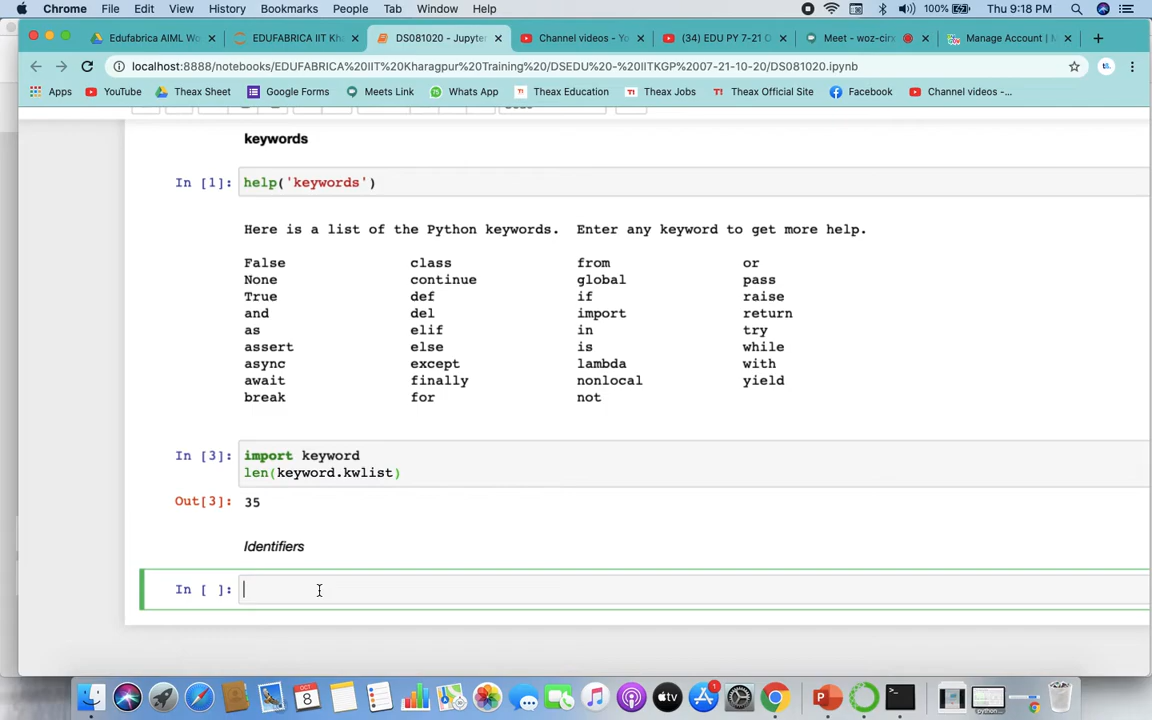 Chrome File Edit View History Bookmarks People Tab Window Help 100% Thu 9:18 PM
Edufabrica AIML Wo EDUFABRICA IIT Kha DS081020 - Jupyter Channel videos - Yo (34) EDU PY 7-21 O Meet - woz-cirx Manage Account | M
localhost:8888/notebooks/EDUFABRICA%20IIT%20Kharagpur%20Training%20/DSEDU%20-%20IITKGP%2007-21-10-20/DS081020.ipynb
Apps YouTube Theax Sheet Google Forms Meets Link Whats App Theax Education Theax Jobs Theax Official Site Facebook Channel videos -...
keywords
In [1]: help('keywords')
Here is a list of the Python keywords. Enter any keyword to get more help.
False class from or
None continue global pass
True def if raise
and del import return
as elif in try
assert else is while
async except lambda with
await finally nonlocal yield
break for not
In [3]: import keyword
len(keyword.kwlist)
Out[3]: 35
Identifiers
In [ ]:
OCT
8
tv
1